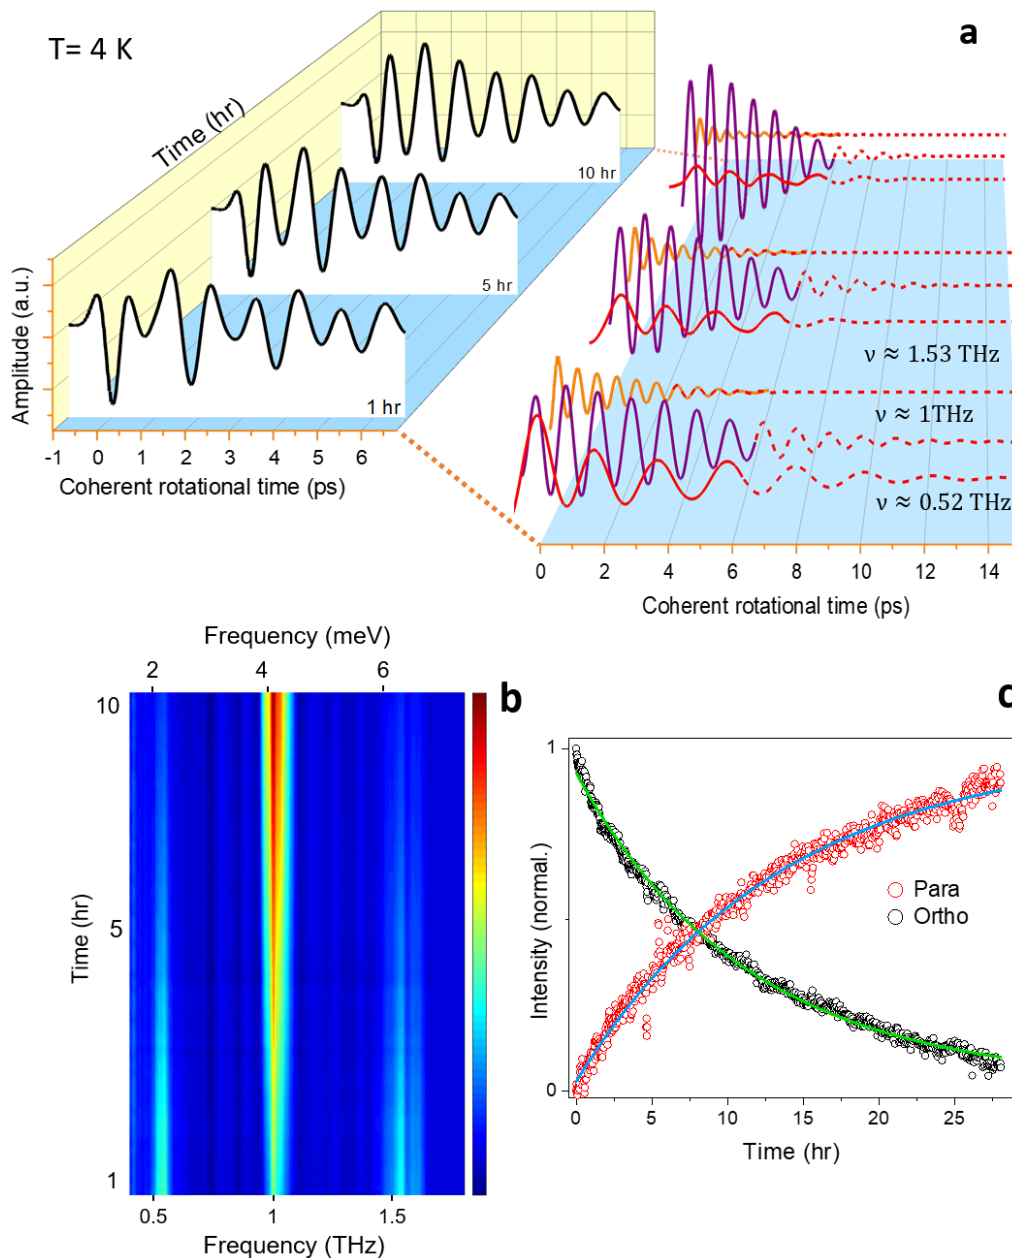 T= 4 K
a
Time (hr)
Amplitude (a.u.)
10 hr
5 hr
1 hr
-1 0 1 2 3 4 5 6
Coherent rotational time (ps)
ν ≈ 1.53 THz
ν ≈ 1THz
ν ≈ 0.52 THz
0 2 4 6 8 10 12 14
Coherent rotational time (ps)
Frequency (meV)
2 4 6
b
10
5
1
Time (hr)
0.5 1 1.5
Frequency (THz)
c
1
0
Intensity (normal.)
Para
Ortho
0 5 10 15 20 25
Time (hr)